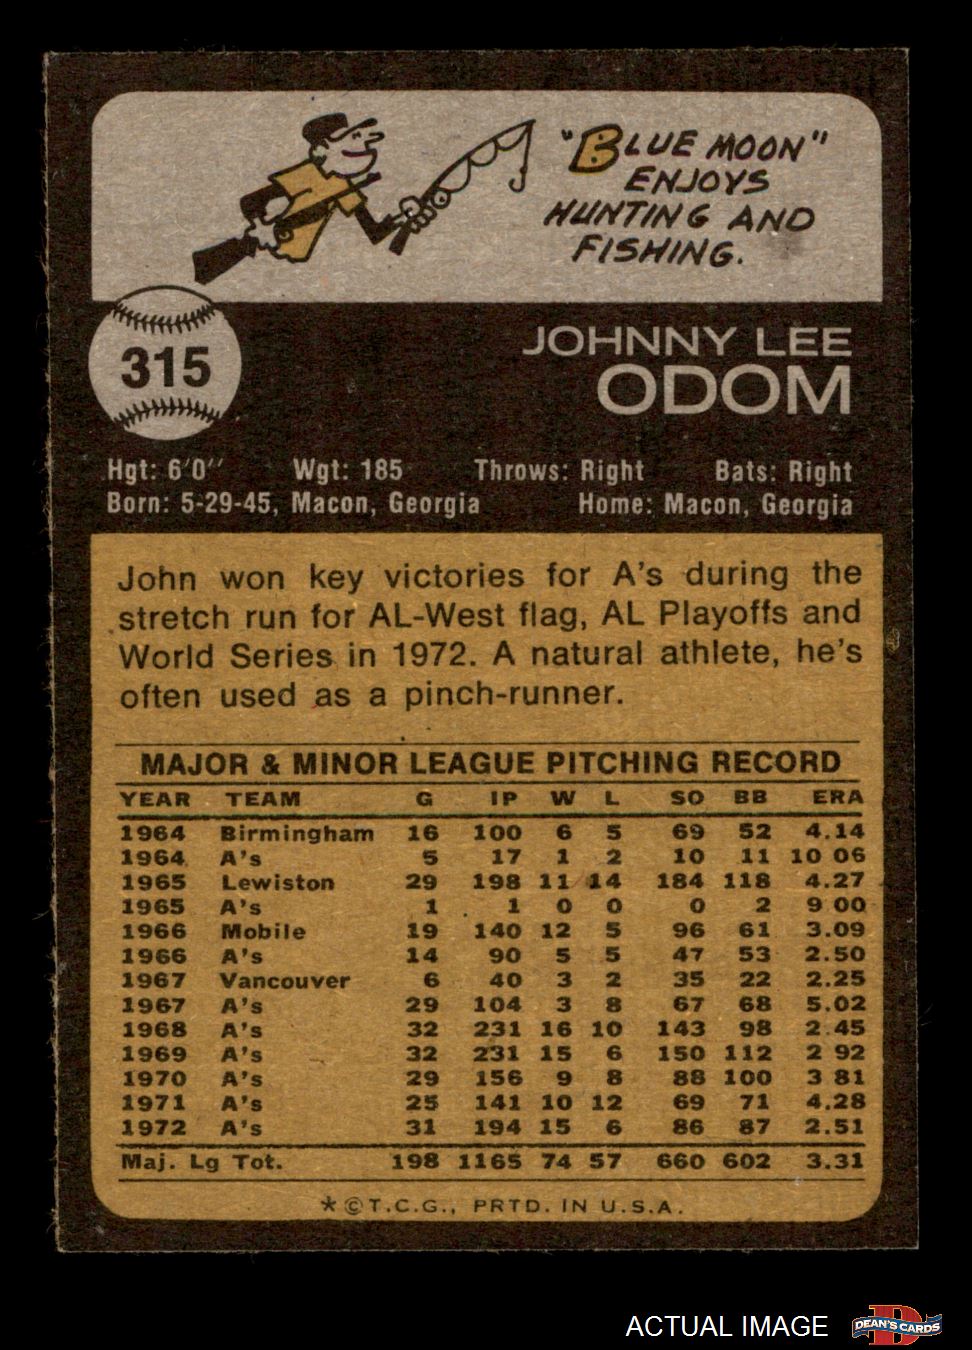 "BLUE MOON"
ENJOYS
HUNTING AND
FISHING.
315
JOHNNY LEE
ODOM
Hgt: 6'0" Wgt: 185 Throws: Right Bats: Right
Born: 5-29-45, Macon, Georgia Home: Macon, Georgia
John won key victories for A's during the
stretch run for AL-West flag, AL Playoffs and
World Series in 1972. A natural athlete, he's
often used as a pinch-runner.
MAJOR & MINOR LEAGUE PITCHING RECORD
YEAR TEAM G IP W L SO BB ERA
1964 Birmingham 16 100 6 5 69 52 4.14
1964 A's 5 17 1 2 10 11 10 06
1965 Lewiston 29 198 11 14 184 118 4.27
1965 A's 1 1 0 0 0 2 9 00
1966 Mobile 19 140 12 5 96 61 3.09
1966 A's 14 90 5 5 47 53 2.50
1967 Vancouver 6 40 3 2 35 22 2.25
1967 A's 29 104 3 8 67 68 5.02
1968 A's 32 231 16 10 143 98 2.45
1969 A's 32 231 15 6 150 112 2 92
1970 A's 29 156 9 8 88 100 3 81
1971 A's 25 141 10 12 69 71 4.28
1972 A's 31 194 15 6 86 87 2.51
Maj. Lg Tot. 198 1165 74 57 660 602 3.31
*©T.C.G., PRTD. IN U.S.A.
ACTUAL IMAGE
D
DEAN'S CARDS